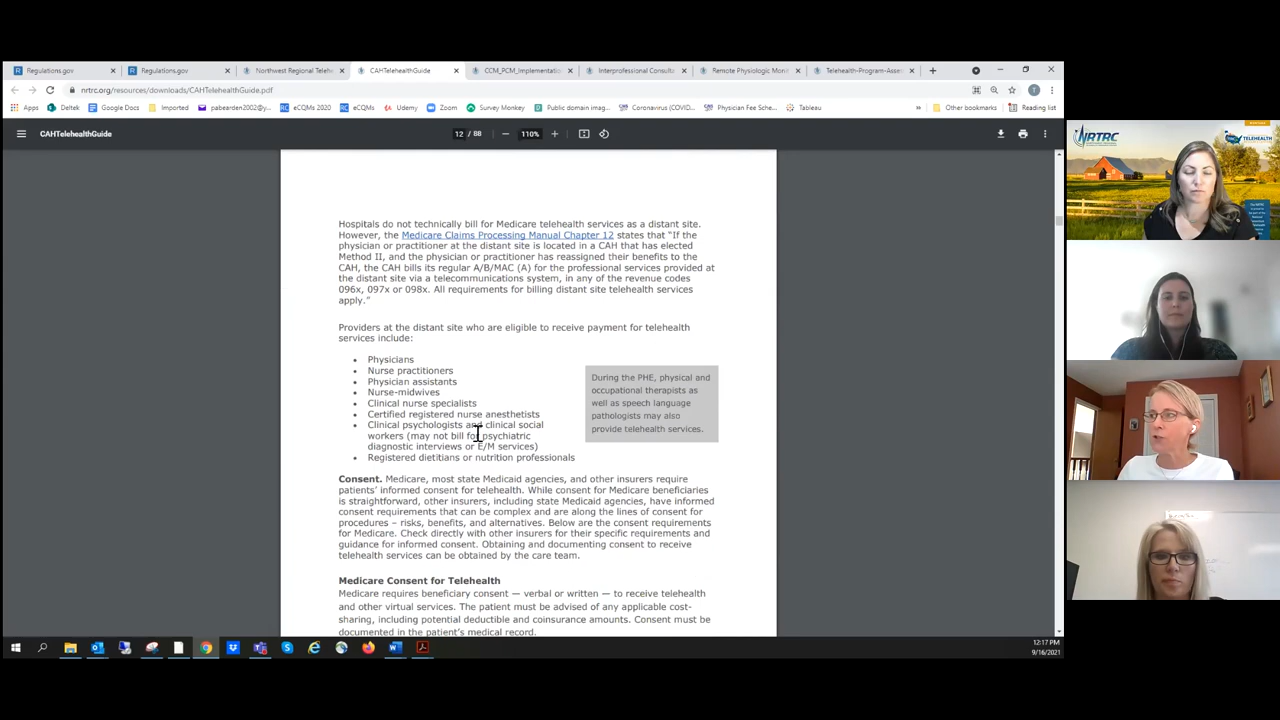 Regulations.gov
Regulations.gov
Northwest Regional Teleh
CAHTelehealthGuide
CCM_PCM_Implementatio
Interprofessional Consulta
Remote Physiologic Monit
Telehealth-Program-Asse
nrtrc.org/resources/downloads/CAHTelehealthGuide.pdf
Apps
Deltek
Google Docs
Imported
pabearden2002@y...
eCQMs 2020
eCQMs
Udemy
Zoom
Survey Monkey
Public domain imag...
Coronavirus (COVID...
Physician Fee Sche...
Tableau
»
Other bookmarks
Reading list
CAHTelehealthGuide
12 / 88
110%
Hospitals do not technically bill for Medicare telehealth services as a distant site.
However, the Medicare Claims Processing Manual Chapter 12 states that “If the
physician or practitioner at the distant site is located in a CAH that has elected
Method II, and the physician or practitioner has reassigned their benefits to the
CAH, the CAH bills its regular A/B/MAC (A) for the professional services provided at
the distant site via a telecommunications system, in any of the revenue codes
096x, 097x or 098x. All requirements for billing distant site telehealth services
apply.”
Providers at the distant site who are eligible to receive payment for telehealth
services include:
• Physicians
• Nurse practitioners
• Physician assistants
• Nurse-midwives
• Clinical nurse specialists
• Certified registered nurse anesthetists
• Clinical psychologists and clinical social
workers (may not bill for psychiatric
diagnostic interviews or E/M services)
• Registered dietitians or nutrition professionals
During the PHE, physical and
occupational therapists as
well as speech language
pathologists may also
provide telehealth services.
Consent. Medicare, most state Medicaid agencies, and other insurers require
patients’ informed consent for telehealth. While consent for Medicare beneficiaries
is straightforward, other insurers, including state Medicaid agencies, have informed
consent requirements that can be complex and are along the lines of consent for
procedures – risks, benefits, and alternatives. Below are the consent requirements
for Medicare. Check directly with other insurers for their specific requirements and
guidance for informed consent. Obtaining and documenting consent to receive
telehealth services can be obtained by the care team.
Medicare Consent for Telehealth
Medicare requires beneficiary consent — verbal or written — to receive telehealth
and other virtual services. The patient must be advised of any applicable cost-
sharing, including potential deductible and coinsurance amounts. Consent must be
documented in the patient’s medical record.
12:17 PM
9/16/2021
NRTRC
TELEHEALTH